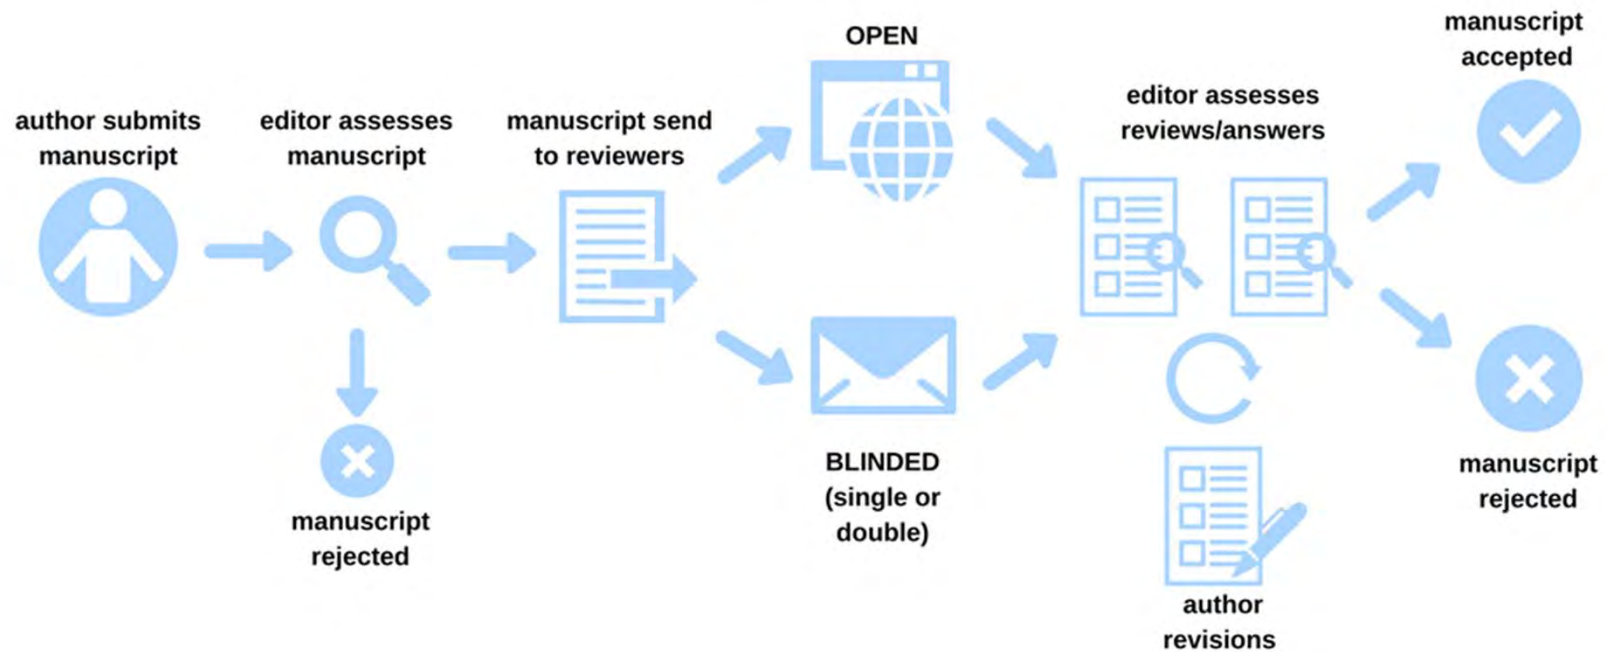 author submits
manuscript
editor assesses
manuscript
manuscript rejected
manuscript send
to reviewers
OPEN
BLINDED
(single or
double)
editor assesses
reviews/answers
author
revisions
manuscript
accepted
manuscript
rejected